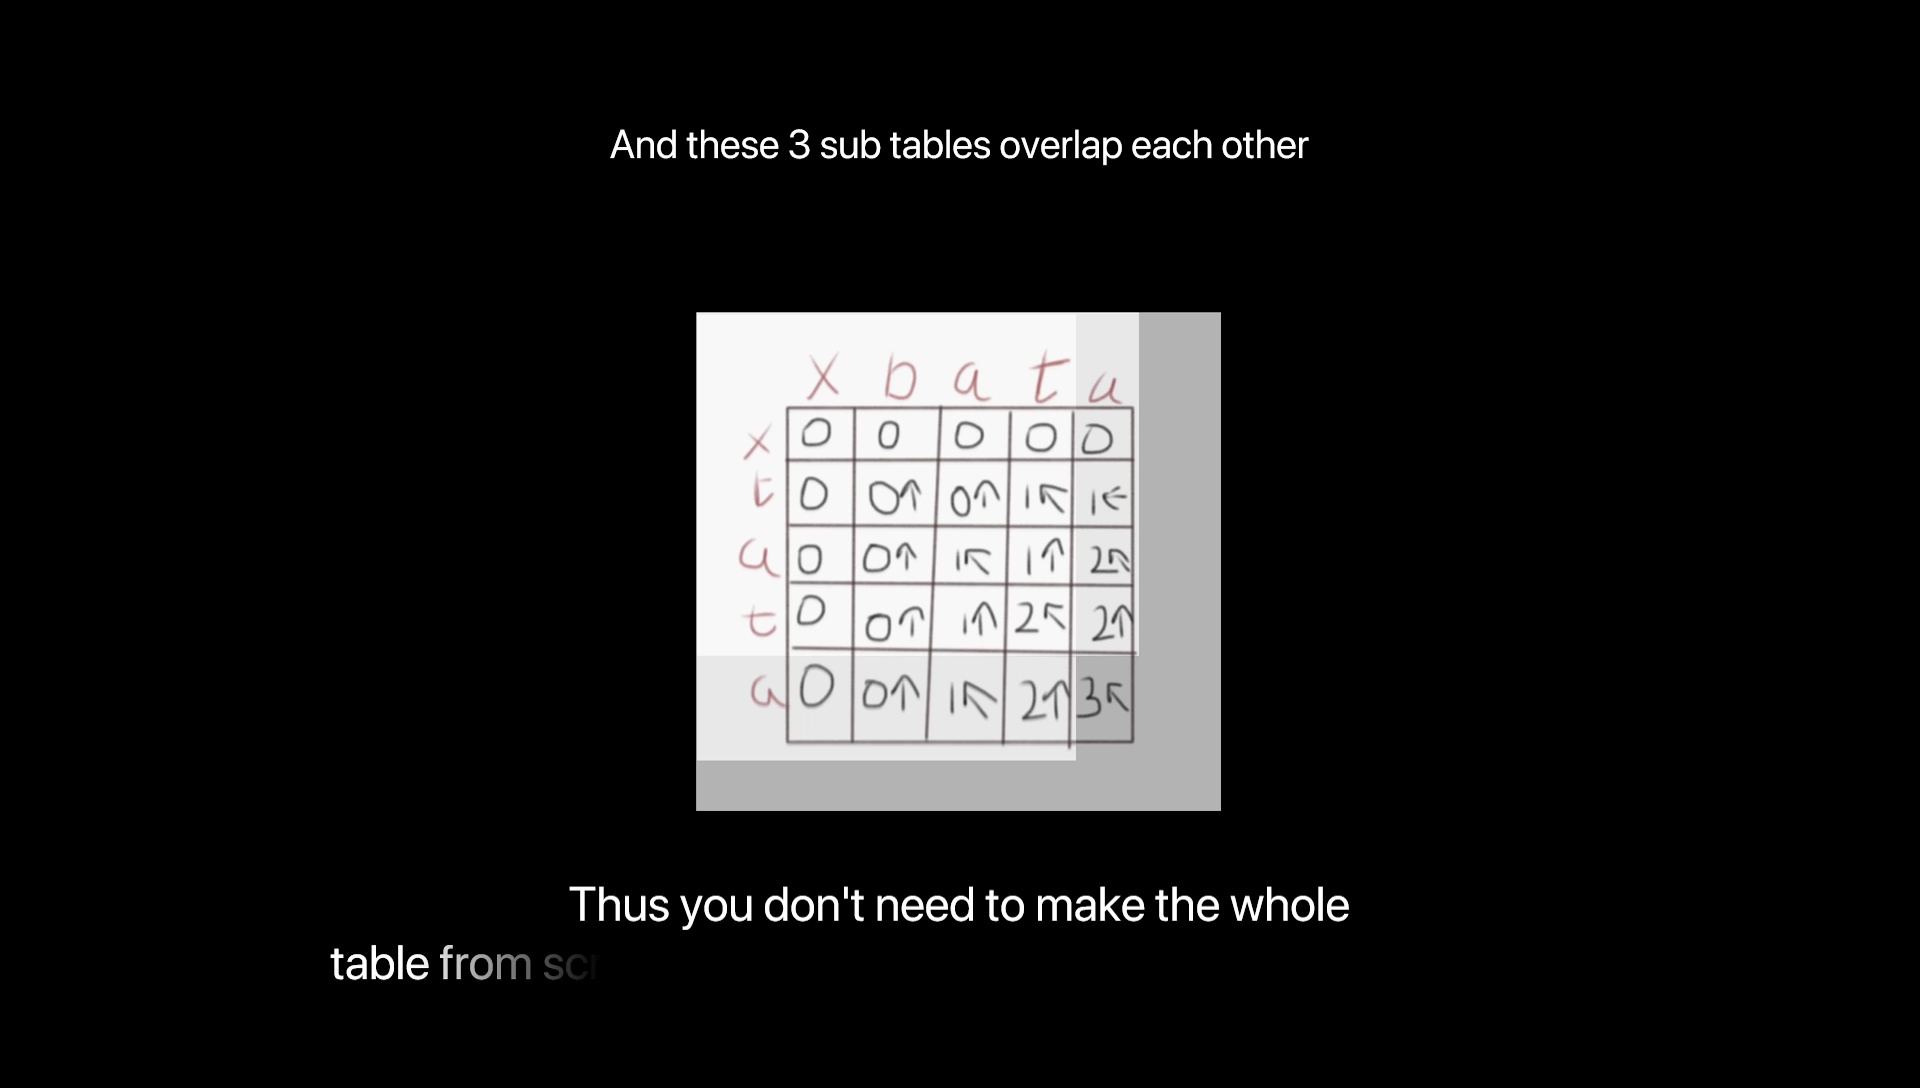 And these 3 sub tables overlap each other
X b a t a
x 0 0 0 0 0
t 0 0↑ 0↑ 1↖ 1←
a 0 0↑ 1↖ 1↑ 2↖
t 0 0↑ 1↑ 2↖ 2↑
a 0 0↑ 1↖ 2↑ 3↖
Thus you don't need to make the whole
table from scr